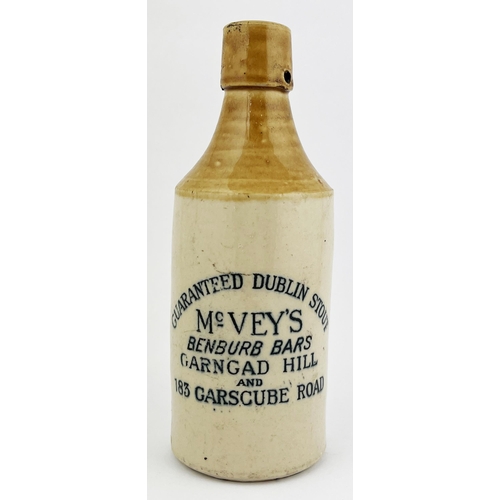 GUARANTEED DUBLIN STOUT
McVEY'S
BENBURB BARS
GARNGAD HILL
AND
183 GARSCUBE ROAD